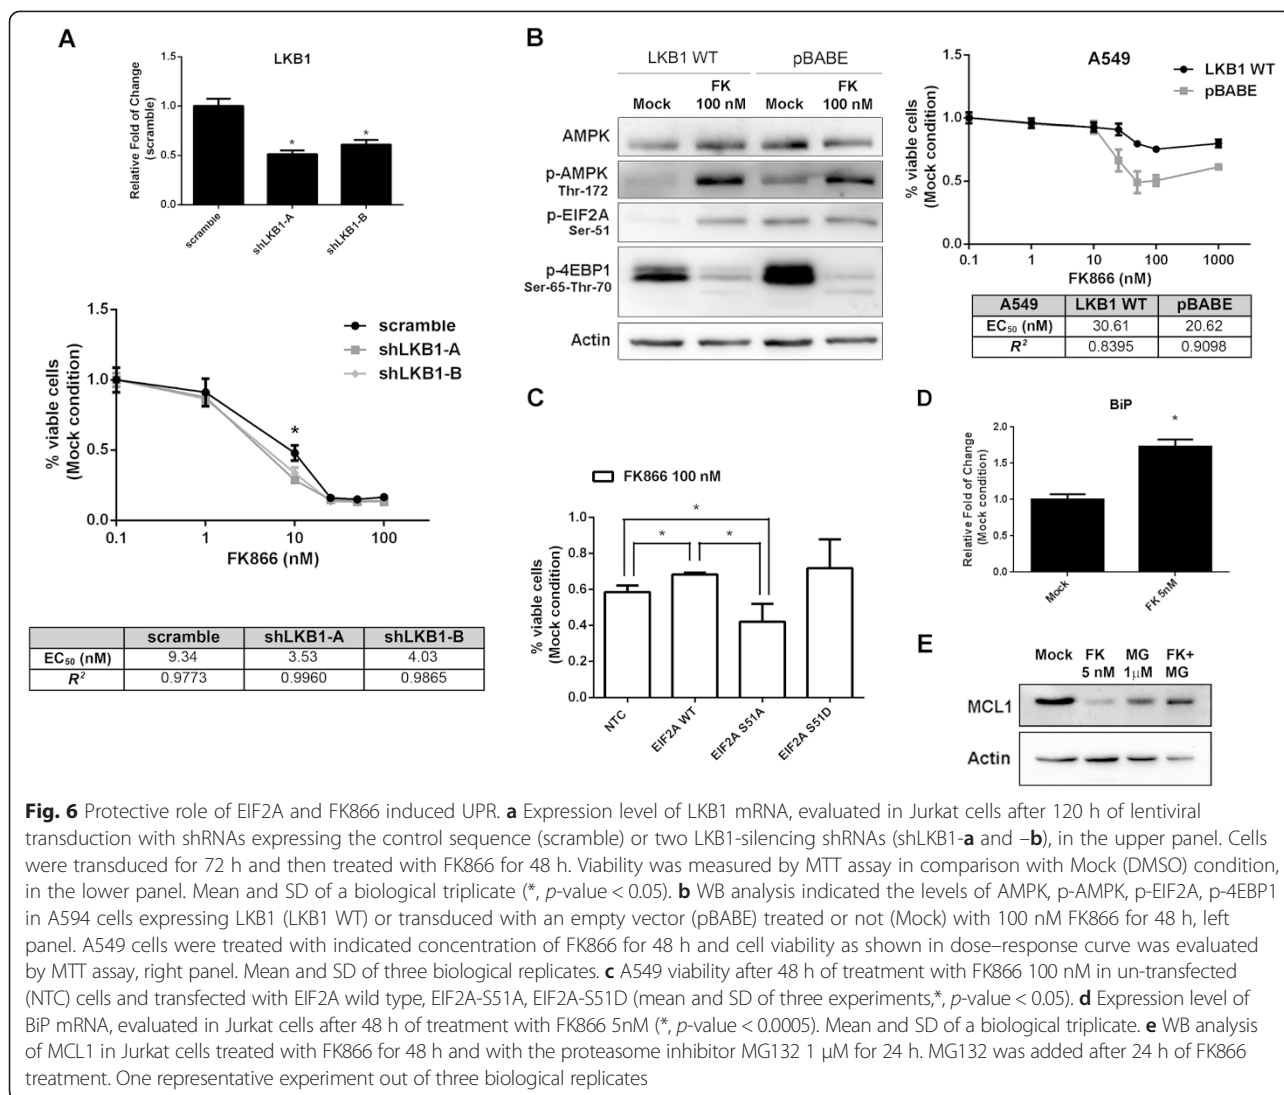 A
LKB1
Relative Fold of Change
(scramble)
1.5
1.0
0.5
0.0
*
*
scramble
shLKB1-A
shLKB1-B
% viable cells
(Mock condition)
1.5
1.0
0.5
0.0
*
scramble
shLKB1-A
shLKB1-B
0.1
1
10
100
FK866 (nM)
scramble shLKB1-A shLKB1-B
EC50 (nM) 9.34 3.53 4.03
R2 0.9773 0.9960 0.9865
B
LKB1 WT pBABE
FK FK
Mock 100 nM Mock 100 nM
AMPK
p-AMPK
Thr-172
p-EIF2A
Ser-51
p-4EBP1
Ser-65-Thr-70
Actin
A549
LKB1 WT
pBABE
% viable cells
(Mock condition)
1.5
1.0
0.5
0.0
0.1
1
10
100
1000
FK866 (nM)
A549 LKB1 WT pBABE
EC50 (nM) 30.61 20.62
R2 0.8395 0.9098
C
FK866 100 nM
% viable cells
(Mock condition)
1.0
0.8
0.6
0.4
0.2
0.0
*
* *
NTC
EIF2A WT
EIF2A S51A
EIF2A S51D
D
BiP
Relative Fold of Change
(Mock condition)
2.0
1.5
1.0
0.5
0.0
*
Mock
FK 5nM
E
Mock FK MG FK+
5 nM 1µM MG
MCL1
Actin
Fig. 6 Protective role of EIF2A and FK866 induced UPR. a Expression level of LKB1 mRNA, evaluated in Jurkat cells after 120 h of lentiviral
transduction with shRNAs expressing the control sequence (scramble) or two LKB1-silencing shRNAs (shLKB1-a and –b), in the upper panel. Cells
were transduced for 72 h and then treated with FK866 for 48 h. Viability was measured by MTT assay in comparison with Mock (DMSO) condition,
in the lower panel. Mean and SD of a biological triplicate (*, p-value < 0.05). b WB analysis indicated the levels of AMPK, p-AMPK, p-EIF2A, p-4EBP1
in A594 cells expressing LKB1 (LKB1 WT) or transduced with an empty vector (pBABE) treated or not (Mock) with 100 nM FK866 for 48 h, left
panel. A549 cells were treated with indicated concentration of FK866 for 48 h and cell viability as shown in dose–response curve was evaluated
by MTT assay, right panel. Mean and SD of three biological replicates. c A549 viability after 48 h of treatment with FK866 100 nM in un-transfected
(NTC) cells and transfected with EIF2A wild type, EIF2A-S51A, EIF2A-S51D (mean and SD of three experiments,*, p-value < 0.05). d Expression level of
BiP mRNA, evaluated in Jurkat cells after 48 h of treatment with FK866 5nM (*, p-value < 0.0005). Mean and SD of a biological triplicate. e WB analysis
of MCL1 in Jurkat cells treated with FK866 for 48 h and with the proteasome inhibitor MG132 1 μM for 24 h. MG132 was added after 24 h of FK866
treatment. One representative experiment out of three biological replicates